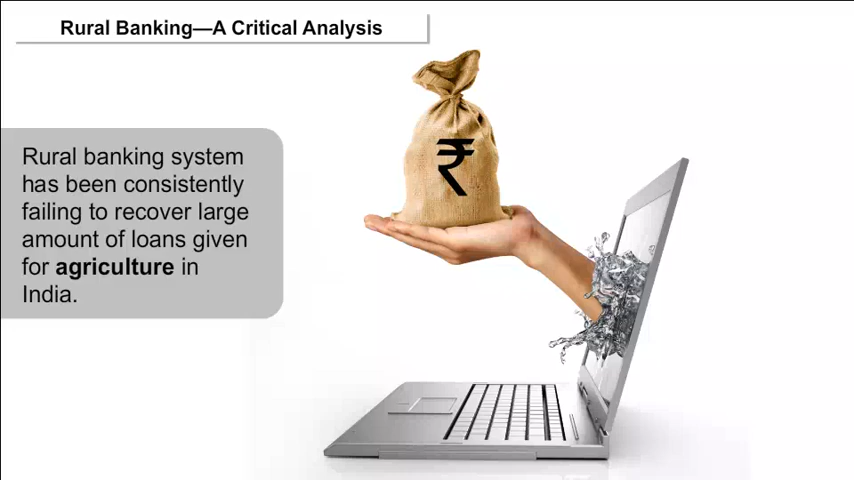 Rural Banking—A Critical Analysis
₹
Rural banking system
has been consistently
failing to recover large
amount of loans given
for agriculture in
India.